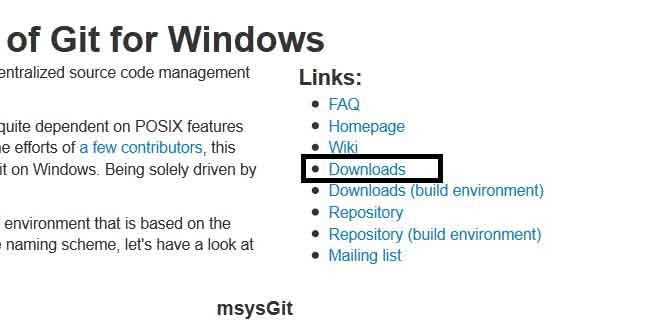 of Git for Windows
entralized source code management
quite dependent on POSIX features
e efforts of a few contributors, this
it on Windows. Being solely driven by
environment that is based on the
naming scheme, let's have a look at
Links:
FAQ
Homepage
Wiki
Downloads
Downloads (build environment)
Repository
Repository (build environment)
Mailing list
msysGit